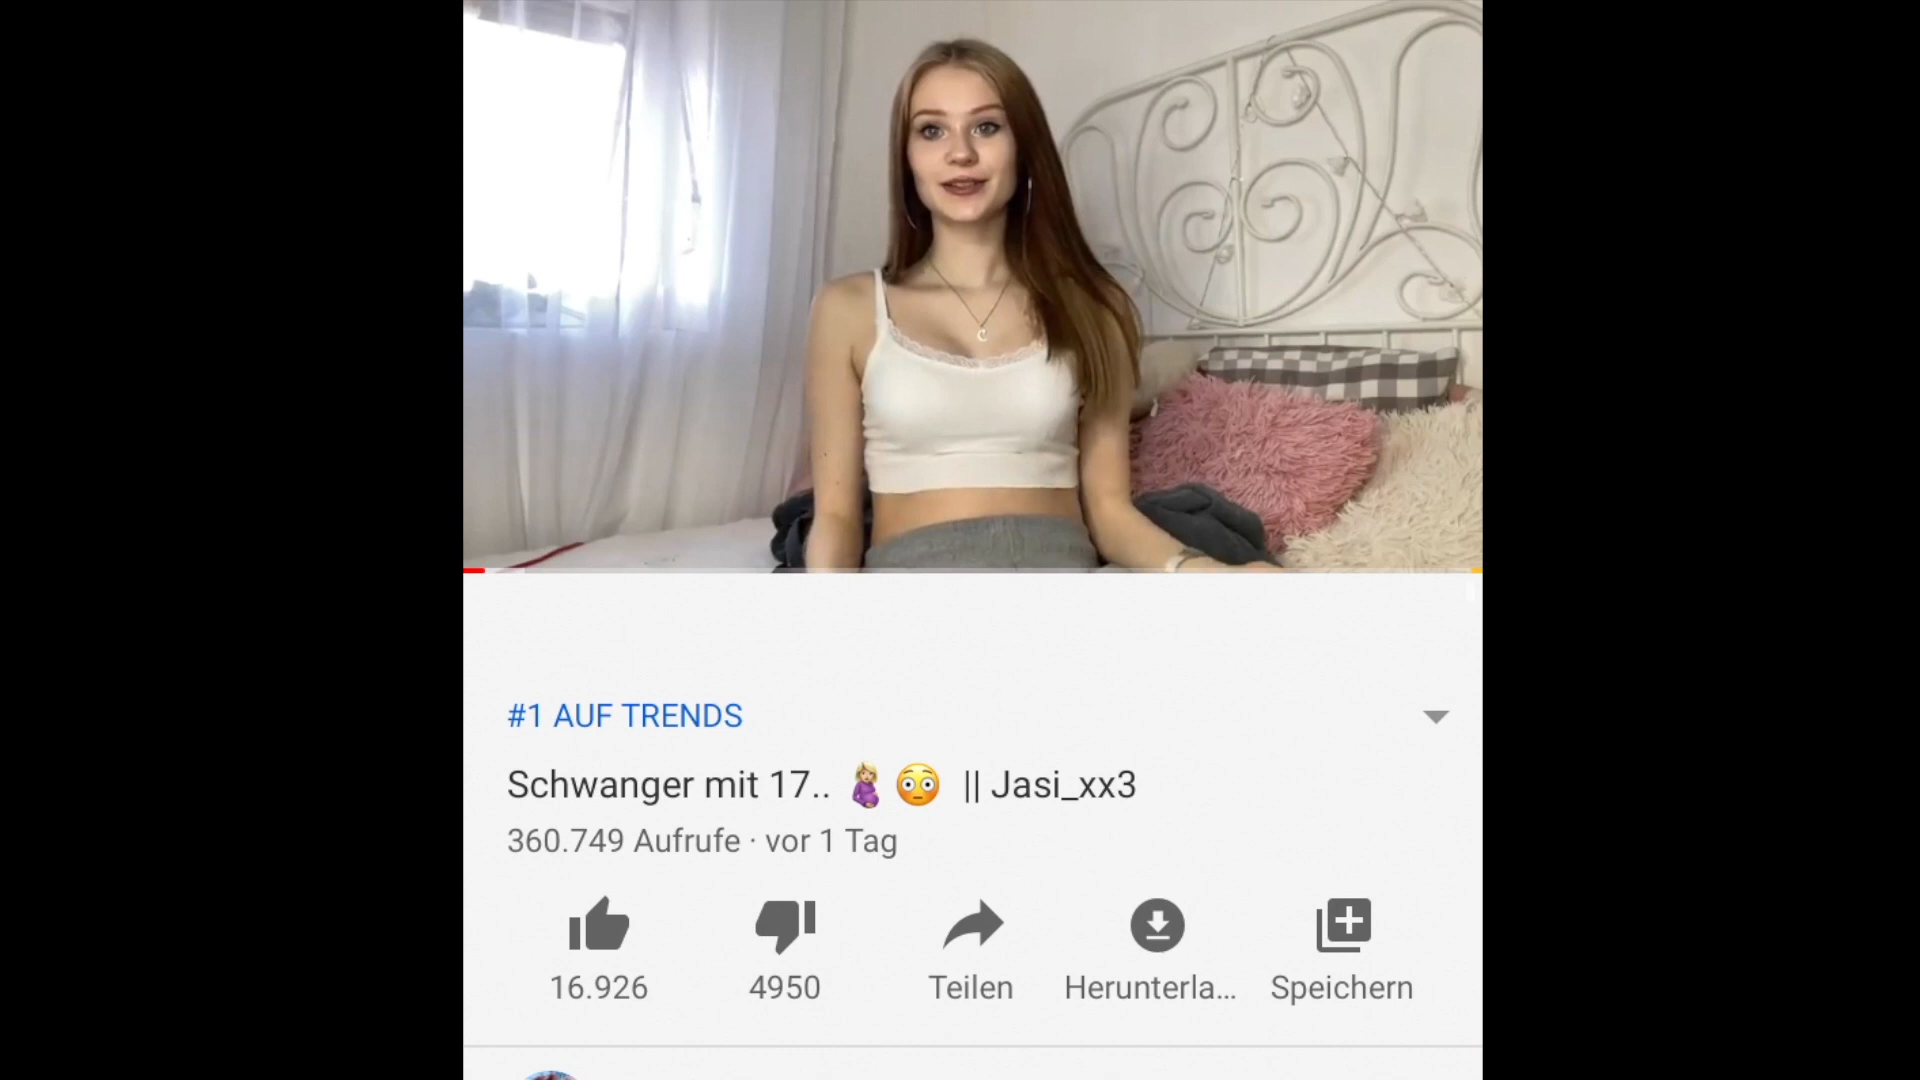 #1 AUF TRENDS
Schwanger mit 17.. 🤰🏼😳 || Jasi_xx3
360.749 Aufrufe · vor 1 Tag
16.926 4950 Teilen Herunterla... Speichern